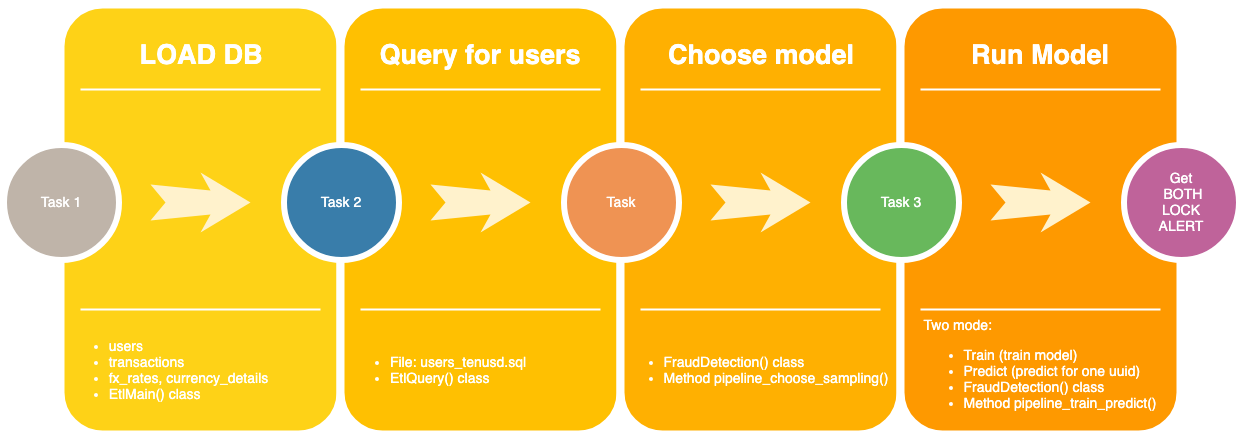 LOAD DB
Query for users
Choose model
Run Model
Task 1
Task 2
Task
Task 3
Get
BOTH
LOCK
ALERT
• users
• transactions
• fx_rates, currency_details
• EtlMain() class
• File: users_tenusd.sql
• EtlQuery() class
• FraudDetection() class
• Method pipeline_choose_sampling()
Two mode:
• Train (train model)
• Predict (predict for one uuid)
• FraudDetection() class
• Method pipeline_train_predict()